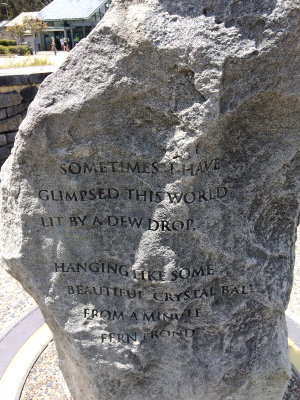 SOMETIMES I HAVE
GLIMPSED THIS WORLD
LIT BY A DEW DROP.
HANGING LIKE SOME
BEAUTIFUL CRYSTAL BALL
FROM A MINUTE
FERN FROND